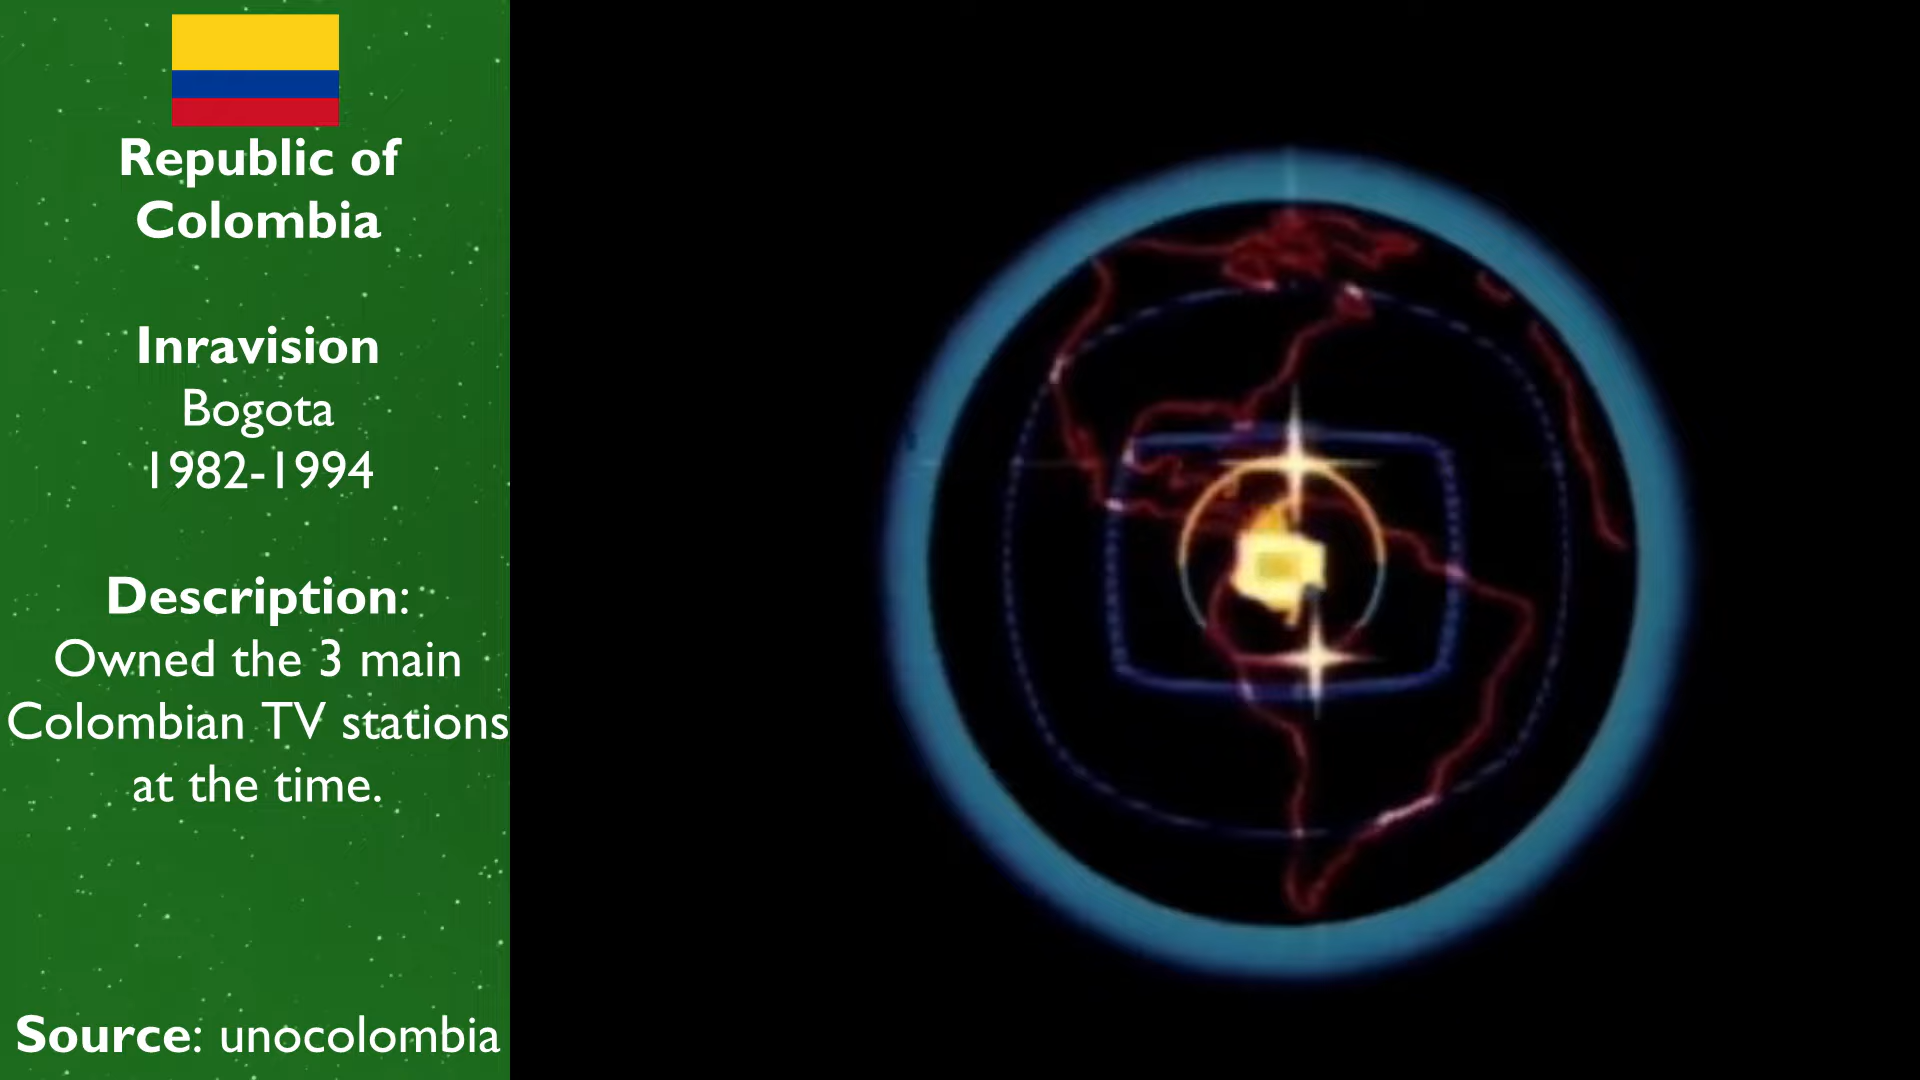 Republic of
Colombia
Inravision
Bogota
1982-1994
Description:
Owned the 3 main
Colombian TV stations
at the time.
Source: unocolombia